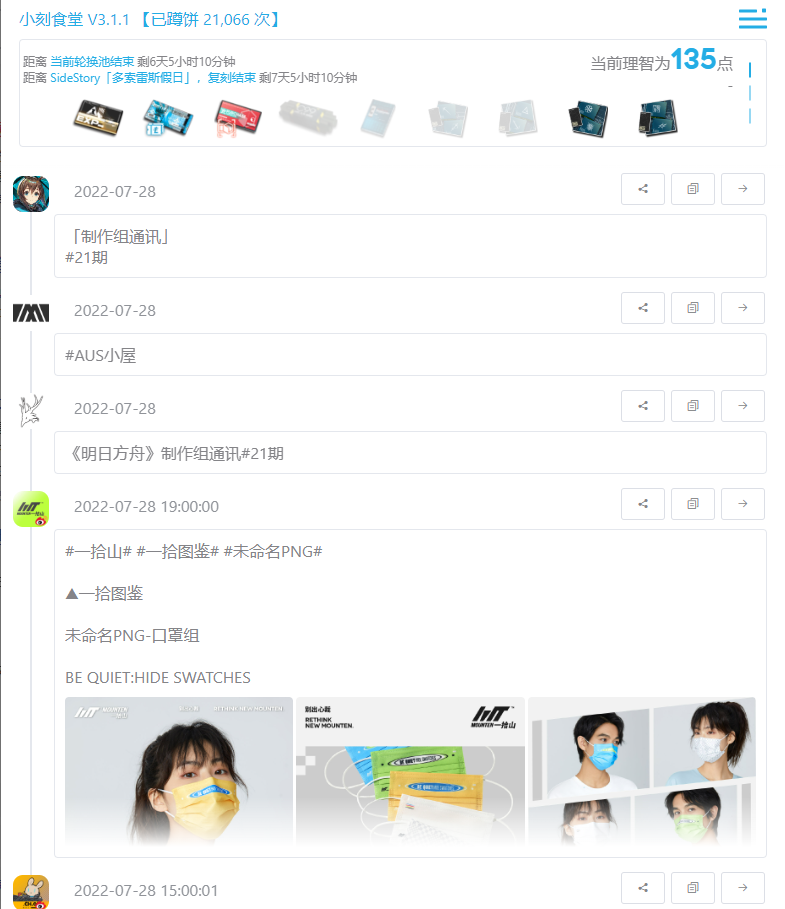 小刻食堂 V3.1.1 【已蹲饼 21,066 次】
距离 当前轮换池结束 剩6天5小时10分钟
距离 SideStory「多索雷斯假日」，复刻结束 剩7天5小时10分钟
当前理智为135点
-
2022-07-28
「制作组通讯」
#21期
2022-07-28
#AUS小屋
2022-07-28
《明日方舟》制作组通讯#21期
2022-07-28 19:00:00
#一拾山# #一拾图鉴# #未命名PNG#
▲一拾图鉴
未命名PNG-口罩组
BE QUIET:HIDE SWATCHES
MOUNTEN 一拾山
RETHINK NEW MOUNTEN.
别出心裁
RETHINK
NEW MOUNTEN.
MOUNTEN 一拾山
2022-07-28 15:00:01